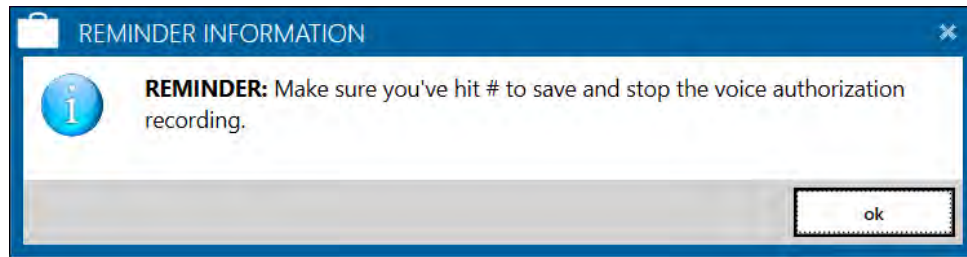 REMINDER INFORMATION
REMINDER: Make sure you've hit # to save and stop the voice authorization
recording.
ok